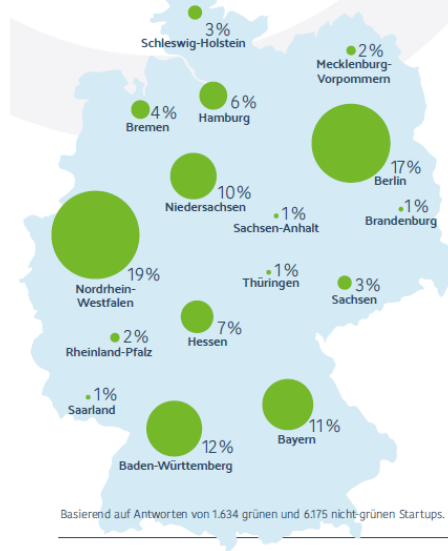 3%
Schleswig-Holstein
2%
Mecklenburg-
Vorpommern
6%
Hamburg
4%
Bremen
17%
Berlin
10%
Niedersachsen
1%
Sachsen-Anhalt
1%
Brandenburg
19%
Nordrhein-
Westfalen
1%
Thüringen
3%
Sachsen
7%
Hessen
2%
Rheinland-Pfalz
1%
Saarland
12%
Baden-Württemberg
11%
Bayern
Basierend auf Antworten von 1.634 grünen und 6.175 nicht-grünen Startups.